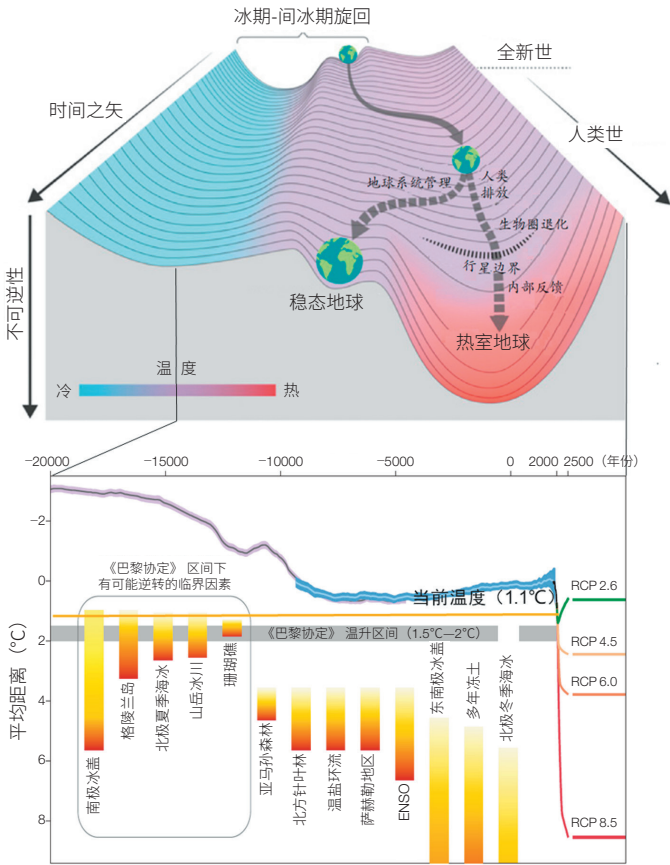 冰期-间冰期旋回
全新世
时间之矢
人类世
地球系统管理
人类
排放
生物圈退化
行星边界
内部反馈
不可逆性
稳态地球
热室地球
温 度
冷
热
-20000
-15000
-10000
-5000
0
2000
2500（年份）
-2
0
2
4
6
8
平均距离（℃）
《巴黎协定》 区间下
有可能逆转的临界因素
当前温度（1.1℃）
《巴黎协定》 温升区间（1.5℃—2℃）
RCP 2.6
RCP 4.5
RCP 6.0
RCP 8.5
南极冰盖
格陵兰岛
北极夏季海冰
山岳冰川
珊瑚礁
亚马孙森林
北方针叶林
温盐环流
萨赫勒地区
ENSO
东南极冰盖
多年冻土
北极冬季海冰